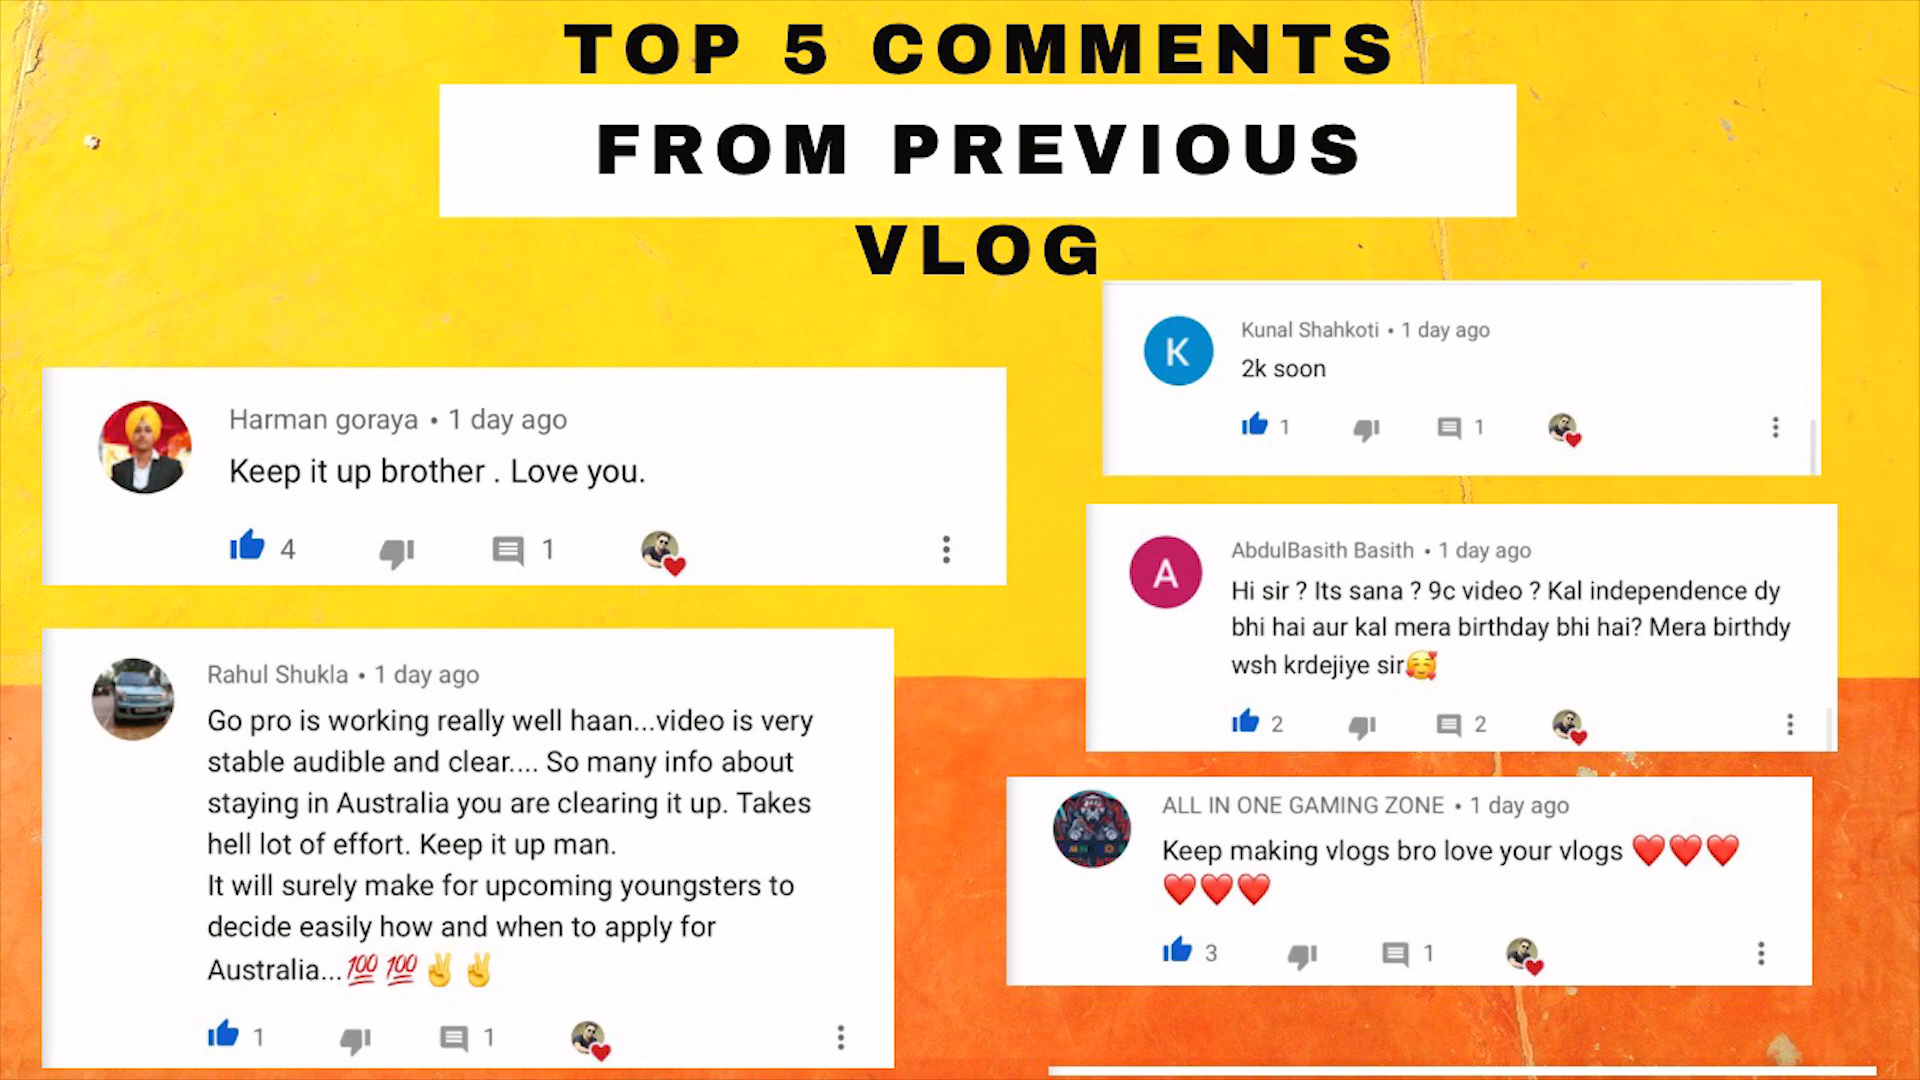 TOP 5 COMMENTS
FROM PREVIOUS
VLOG
Harman goraya • 1 day ago
Keep it up brother . Love you.
4 1
Rahul Shukla • 1 day ago
Go pro is working really well haan...video is very
stable audible and clear.... So many info about
staying in Australia you are clearing it up. Takes
hell lot of effort. Keep it up man.
It will surely make for upcoming youngsters to
decide easily how and when to apply for
Australia...💯💯✌️✌️
1 1
K
Kunal Shahkoti • 1 day ago
2k soon
1 1
A
AbdulBasith Basith • 1 day ago
Hi sir ? Its sana ? 9c video ? Kal independence dy
bhi hai aur kal mera birthday bhi hai? Mera birthdy
wsh krdejiye sir🥰
2 2
ALL IN ONE GAMING ZONE • 1 day ago
Keep making vlogs bro love your vlogs ❤️❤️❤️
❤️❤️❤️
3 1